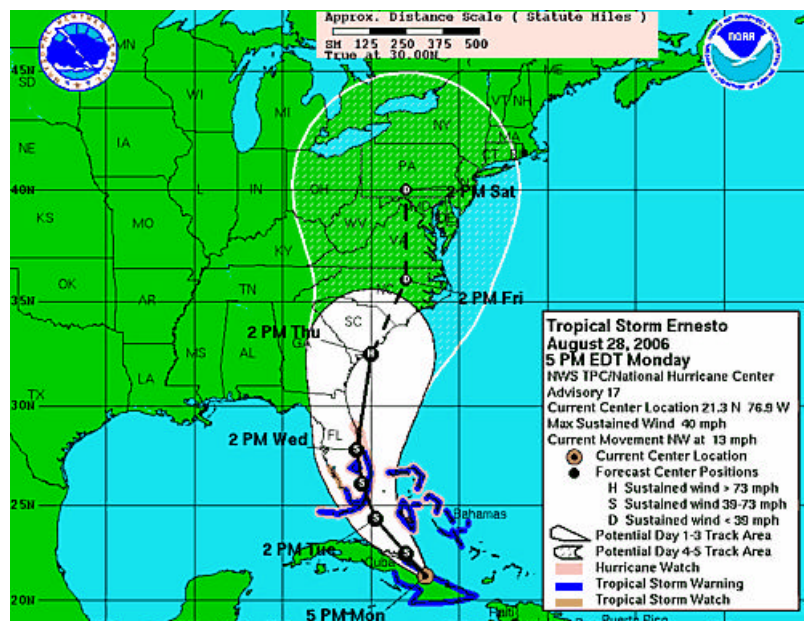 Approx. Distance Scale ( Statute Miles )
SM 125 250 375 500
True at 30.00N
NOAA
45N
40N
35N
30N
25N
20N
MN
SD
WI
MI
NY
VT
NH
ME
MA
CT
NE
IA
IN
OH
PA
KS
MO
WV
MD
DE
VA
KY
OK
AR
TN
NC
SC
MS
AL
GA
LA
TX
FL
2 PM Sat
2 PM Fri
2 PM Thu
2 PM Wed
2 PM Tue
5 PM Mon
Bahamas
Cuba
Haiti
Puerto Rico
H
S
S
S
S
D
D
Tropical Storm Ernesto
August 28, 2006
5 PM EDT Monday
NWS TPC/National Hurricane Center
Advisory 17
Current Center Location 21.3 N 76.9 W
Max Sustained Wind 40 mph
Current Movement NW at 13 mph
Current Center Location
Forecast Center Positions
H Sustained wind > 73 mph
S Sustained wind 39-73 mph
D Sustained wind < 39 mph
Potential Day 1-3 Track Area
Potential Day 4-5 Track Area
Hurricane Watch
Tropical Storm Warning
Tropical Storm Watch